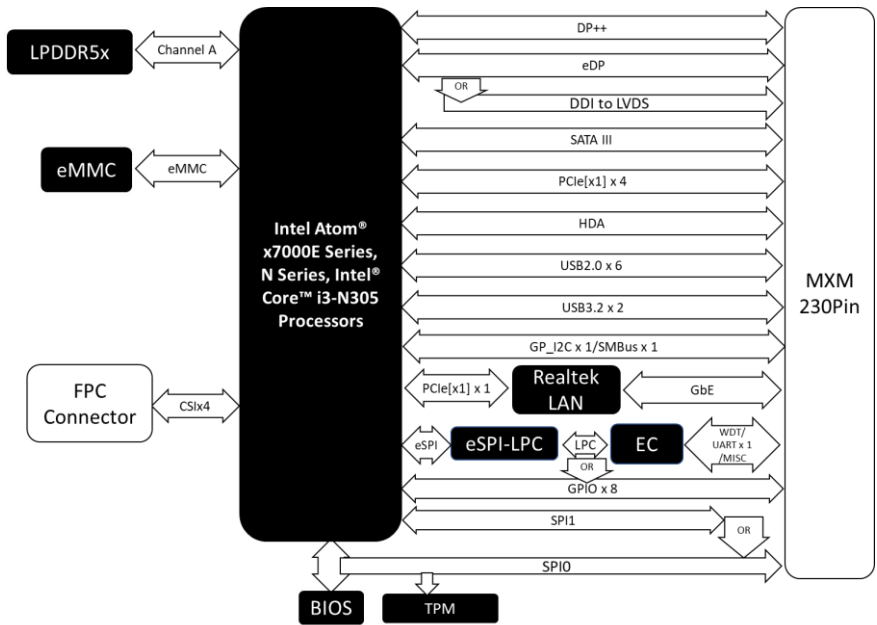 LPDDR5x
Channel A
eMMC
eMMC
FPC
Connector
CSIx4
Intel Atom®
x7000E Series,
N Series, Intel®
Core™ i3-N305
Processors
DP++
eDP
OR
DDI to LVDS
SATA III
PCIe[x1] x 4
HDA
USB2.0 x 6
USB3.2 x 2
GP_I2C x 1/SMBus x 1
PCIe[x1] x 1
Realtek
LAN
GbE
eSPI
eSPI-LPC
LPC
EC
WDT/
UART x 1
/MISC
OR
GPIO x 8
SPI1
OR
SPI0
BIOS
TPM
MXM
230Pin